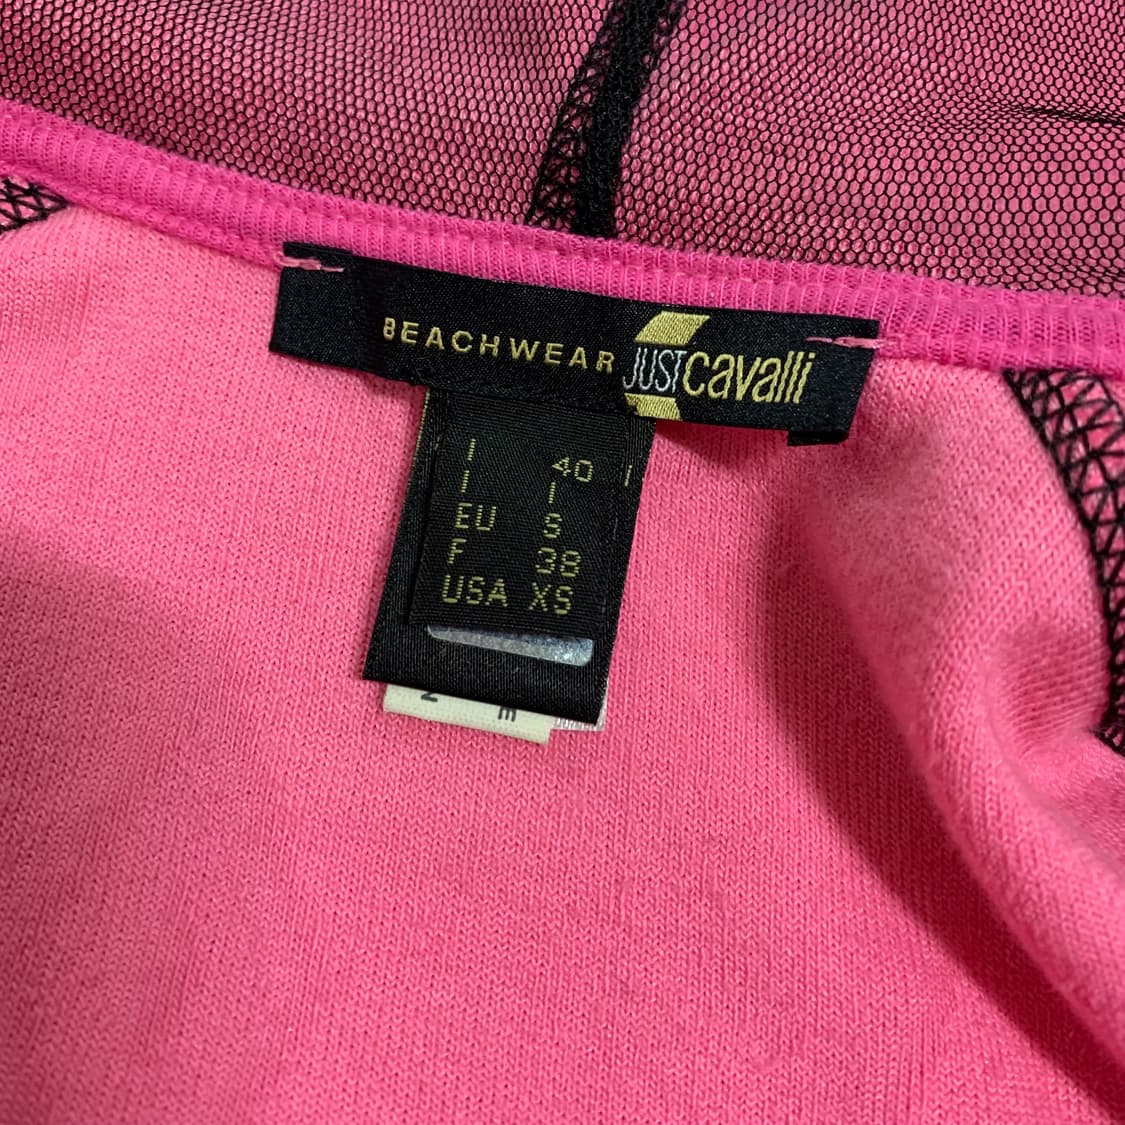 BEACHWEAR JUST cavalli
I 40
I I
EU S
F 38
USA XS
N
E